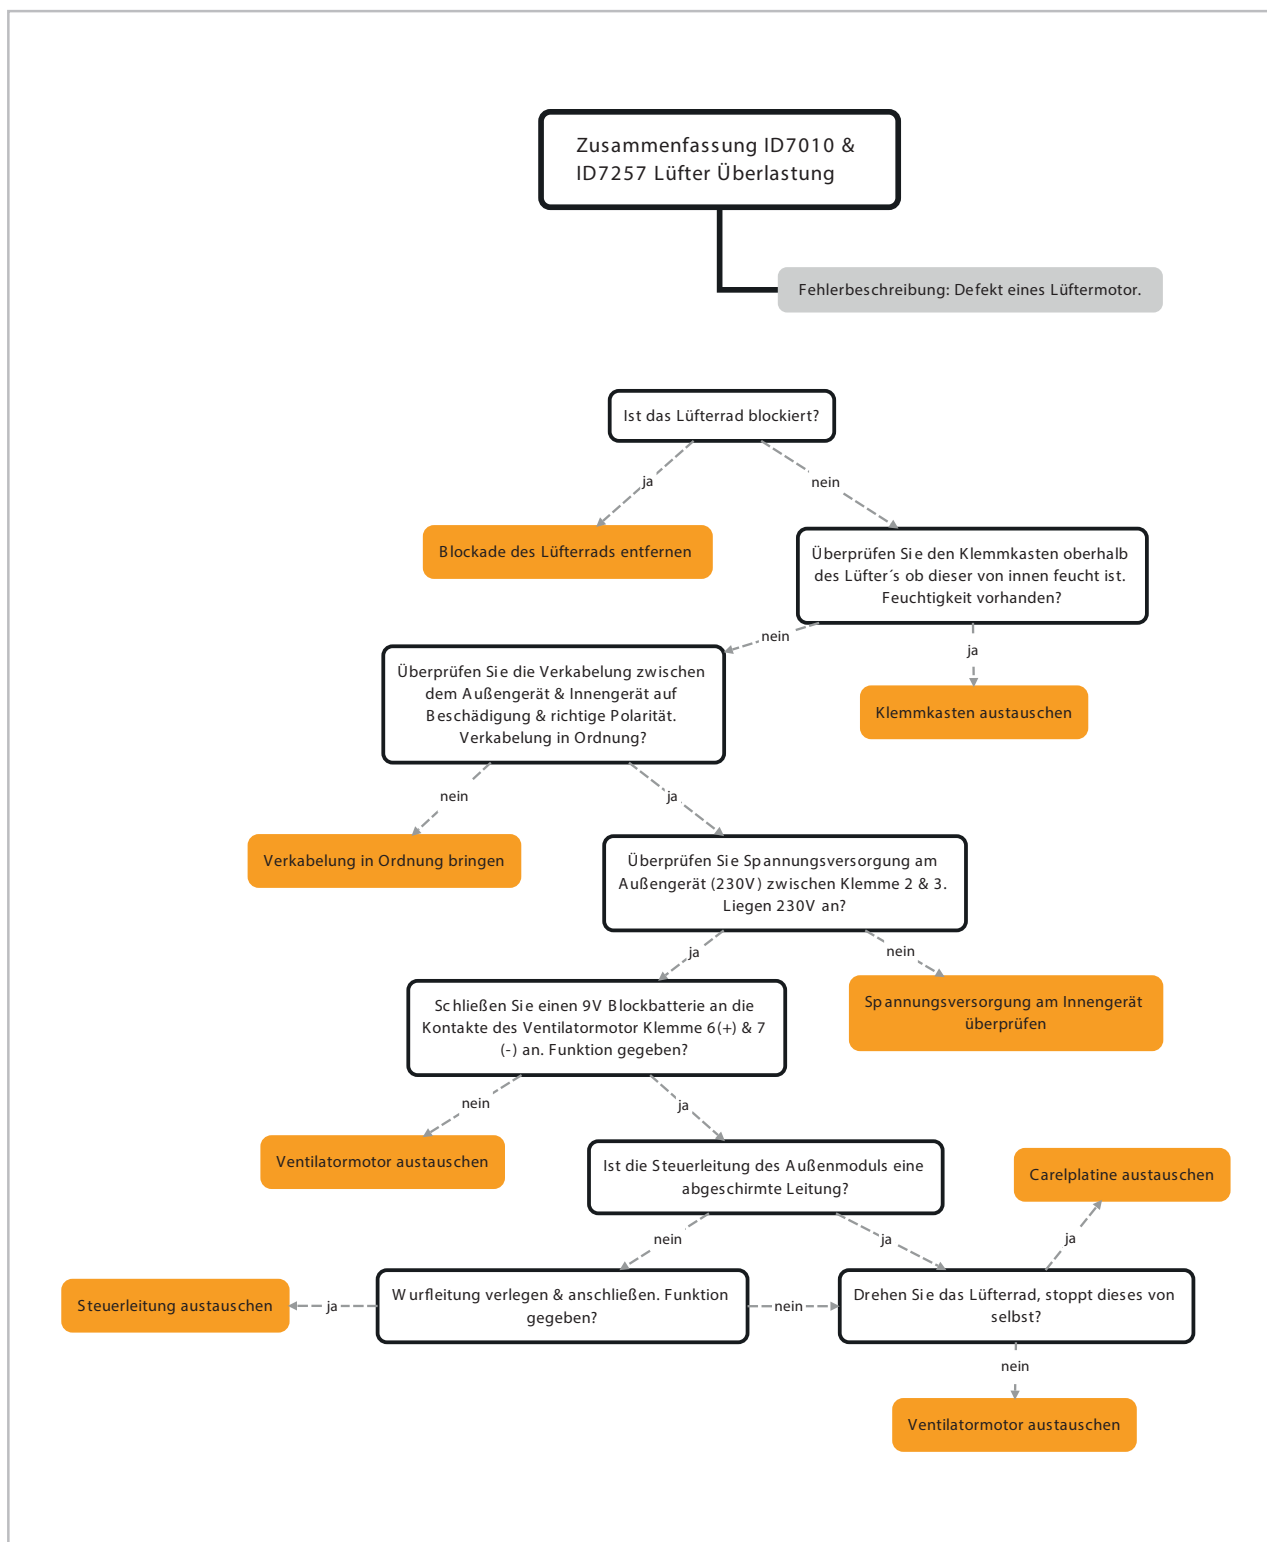 Zusammenfassung ID7010 &
ID7257 Lüfter Überlastung
Fehlerbeschreibung: Defekt eines Lüftermotor.
Ist das Lüfterrad blockiert?
ja
nein
Blockade des Lüfterrads entfernen
Überprüfen Sie den Klemmkasten oberhalb
des Lüfter´s ob dieser von innen feucht ist.
Feuchtigkeit vorhanden?
nein
ja
Überprüfen Sie die Verkabelung zwischen
dem Außengerät & Innengerät auf
Beschädigung & richtige Polarität.
Verkabelung in Ordnung?
Klemmkasten austauschen
nein
ja
Verkabelung in Ordnung bringen
Überprüfen Sie Spannungsversorgung am
Außengerät (230V) zwischen Klemme 2 & 3.
Liegen 230V an?
ja
nein
Schließen Sie einen 9V Blockbatterie an die
Kontakte des Ventilatormotor Klemme 6(+) & 7
(-) an. Funktion gegeben?
Spannungsversorgung am Innengerät
überprüfen
nein
ja
Ventilatormotor austauschen
Ist die Steuerleitung des Außenmoduls eine
abgeschirmte Leitung?
Carelplatine austauschen
nein
ja
ja
Steuerleitung austauschen
ja
Wurfleitung verlegen & anschließen. Funktion
gegeben?
nein
Drehen Sie das Lüfterrad, stoppt dieses von
selbst?
nein
Ventilatormotor austauschen